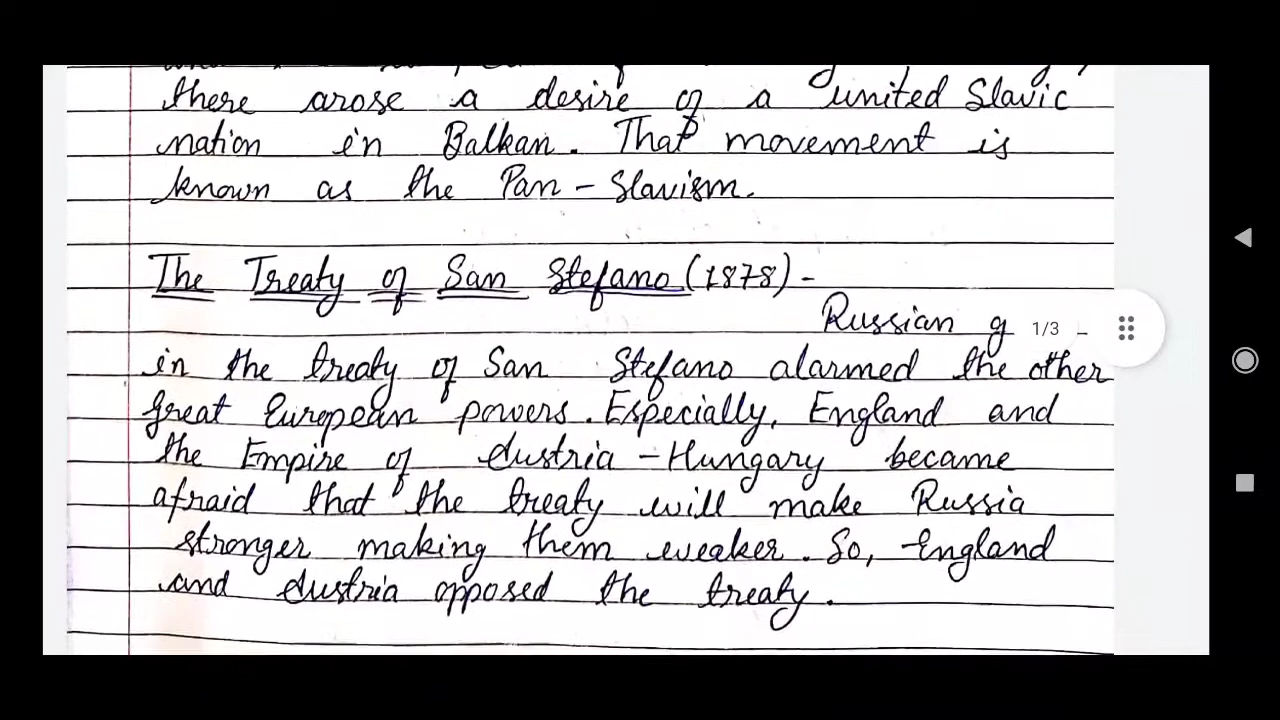 there arose a desire of a united Slavic
nation in Balkan. That movement is
known as the Pan - Slavism.
The Treaty of San Stefano (1878) -
Russian g
1/3
in the treaty of San Stefano alarmed the other
great European powers. Especially, England and
the Empire of Austria - Hungary became
afraid that the treaty will make Russia
stronger making them weaker. So, England
and Austria opposed the treaty.